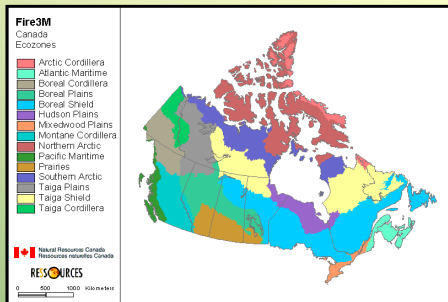 Fire3M
Canada
Ecozones
Arctic Cordillera
Atlantic Maritime
Boreal Cordillera
Boreal Plains
Boreal Shield
Hudson Plains
Mixedwood Plains
Montane Cordillera
Northern Arctic
Pacific Maritime
Prairies
Southern Arctic
Taiga Plains
Taiga Shield
Taiga Cordillera
Natural Resources Canada
Ressources naturelles Canada
RESSOURCES
0 500 1000 Kilometers